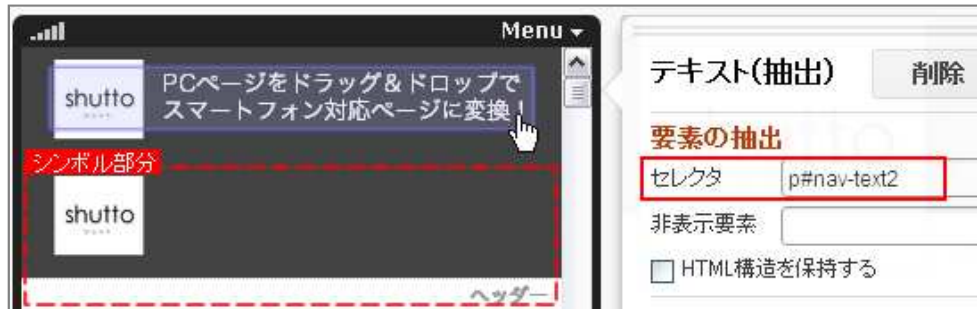 Menu
shutto
PCページをドラッグ&ドロップで
スマートフォン対応ページに変換！
シンボル部分
shutto
ヘッダー
テキスト(抽出)
削除
要素の抽出
セレクタ
p#nav-text2
非表示要素
HTML構造を保持する